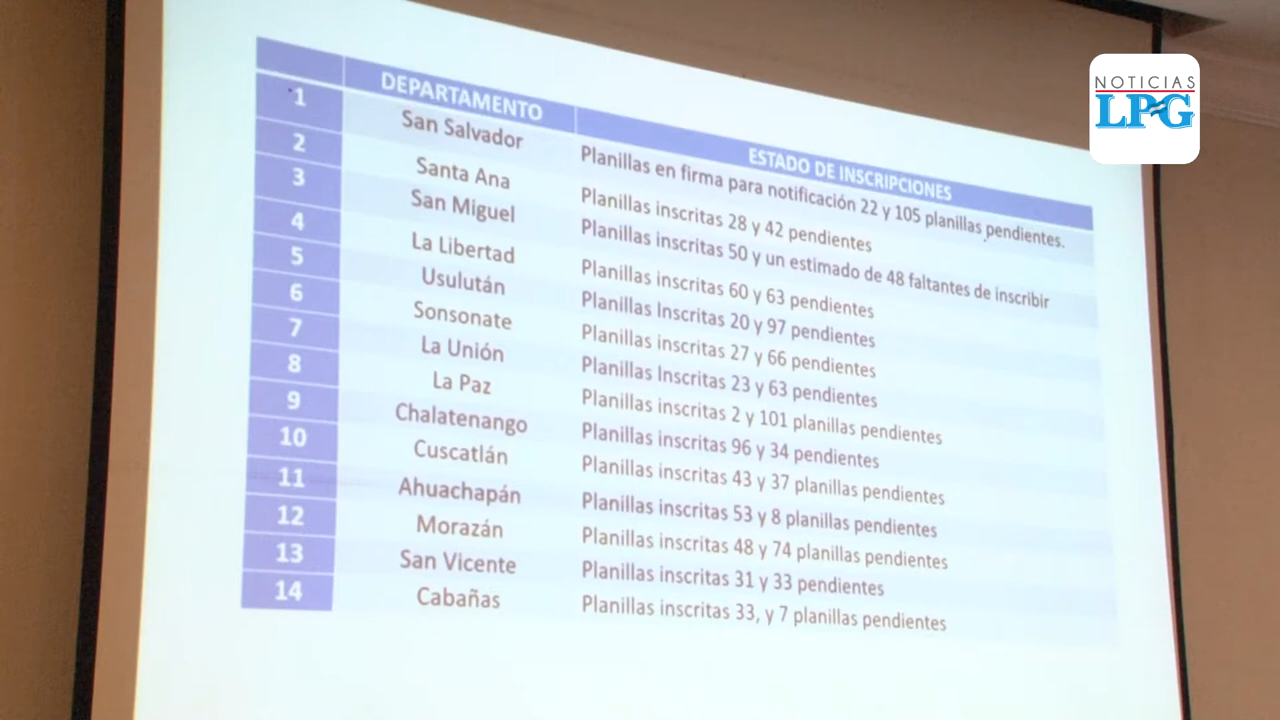 NOTICIAS
LPG
DEPARTAMENTO ESTADO DE INSCRIPCIONES
1 San Salvador Planillas en firma para notificación 22 y 105 planillas pendientes.
2 Santa Ana Planillas inscritas 28 y 42 pendientes
3 San Miguel Planillas inscritas 50 y un estimado de 48 faltantes de inscribir
4 La Libertad Planillas inscritas 60 y 63 pendientes
5 Usulután Planillas Inscritas 20 y 97 pendientes
6 Sonsonate Planillas inscritas 27 y 66 pendientes
7 La Unión Planillas Inscritas 23 y 63 pendientes
8 La Paz Planillas inscritas 2 y 101 planillas pendientes
9 Chalatenango Planillas inscritas 96 y 34 pendientes
10 Cuscatlán Planillas inscritas 43 y 37 planillas pendientes
11 Ahuachapán Planillas inscritas 53 y 8 planillas pendientes
12 Morazán Planillas inscritas 48 y 74 planillas pendientes
13 San Vicente Planillas inscritas 31 y 33 pendientes
14 Cabañas Planillas inscritas 33, y 7 planillas pendientes